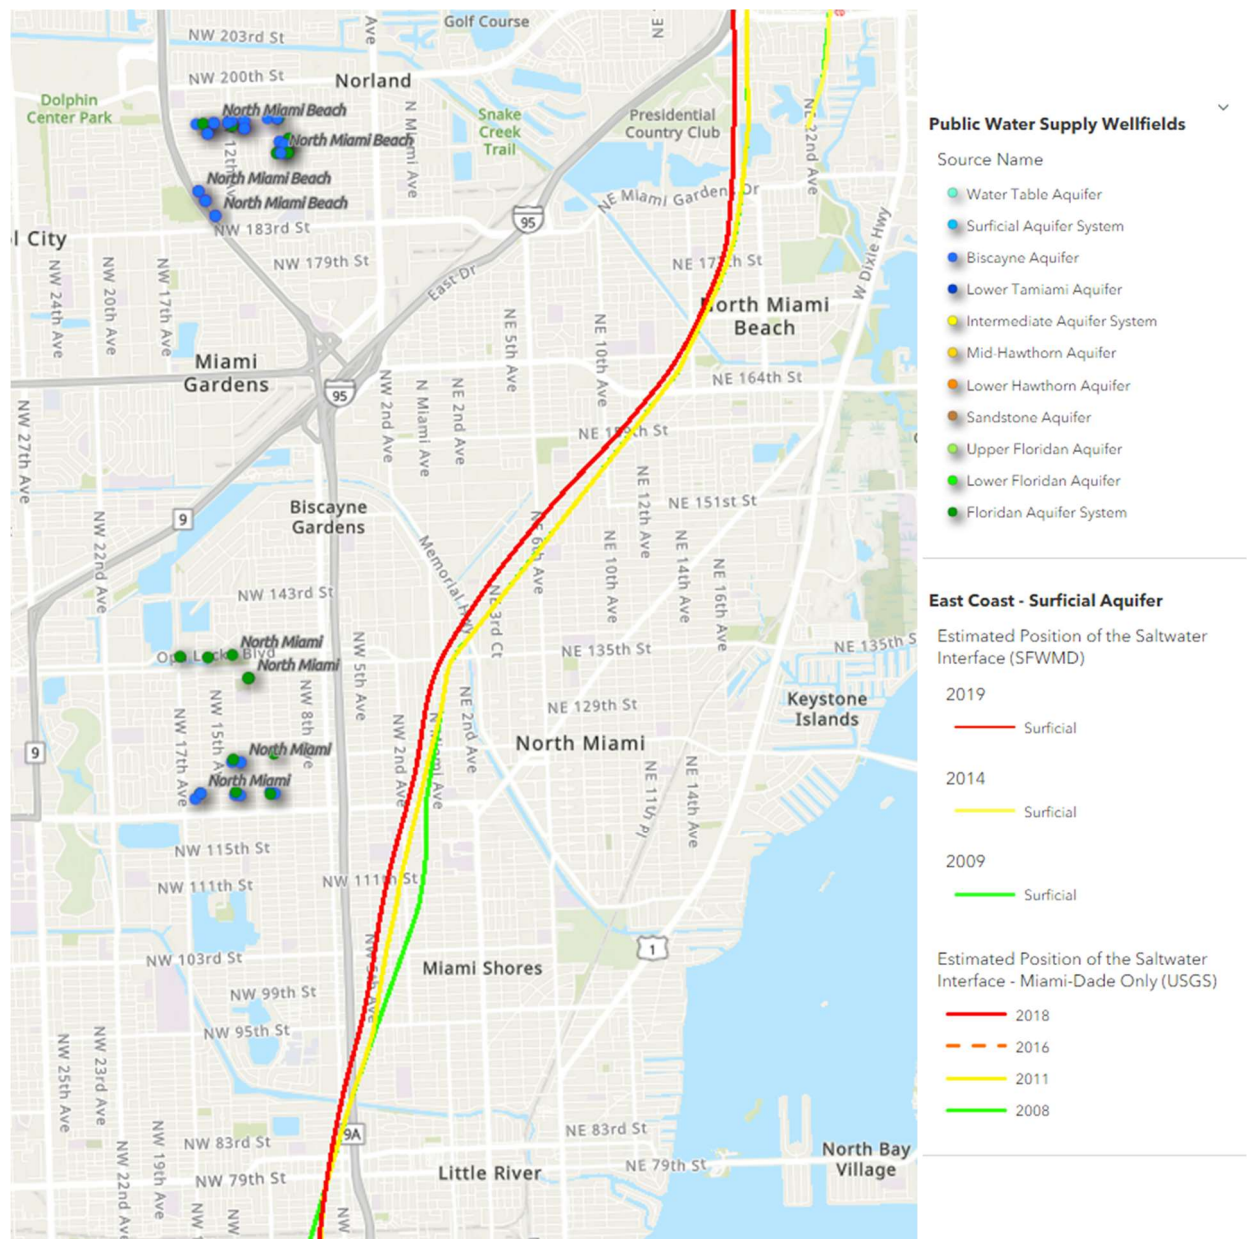 Golf Course
NW 203rd St
Ave
NE
NW 200th St
Norland
Dolphin
Center Park
North Miami Beach
N Miami Ave
Snake
Creek
Trail
Presidential
Country Club
NE 22nd Ave
North Miami Beach
12th Av
North Miami Beach
North Miami Beach
NE Miami Gardens Dr
NW 183rd St
95
W Dixie Hwy
l City
NW 179th St
East Dr
NW 24th Ave
NW 20th Ave
NW 17th Ave
North Miami
Beach
NE 5th Ave
NE 10th Ave
Miami
Gardens
95
NW 2nd Ave
N Miami Ave
NE 2nd Ave
NE 164th St
NW 27th Ave
NE 12th Ave
NE 151st St
Biscayne
Gardens
9
NW 22nd Ave
Memorial Hwy
NE 6th Ave
NE 10th Ave
NE 14th Ave
NE 16th Ave
NW 143rd St
NE 3rd Ct
North Miami
NW 5th Ave
NE 135th St
NE 135th S
North Miami
NW 8th Ave
NW 17th Ave
NW 15th A
NW 2nd Ave
N Miami Ave
NE 2nd Ave
NE 129th St
Keystone
Islands
9
North Miami
North Miami
North Miami
NE 11th Pl
NE 14th Ave
NW 115th St
NW 111th St
NW 111th St
NW 103rd St
Miami Shores
1
NW 99th St
NW 95th St
NW 25th Ave
NW 23rd Ave
9A
NW 83rd St
NE 83rd St
NW 22nd Ave
NW 19th Ave
NW 79th St
Little River
NE 79th St
North Bay
Village
NW
NW
NW
Public Water Supply Wellfields
Source Name
Water Table Aquifer
Surficial Aquifer System
Biscayne Aquifer
Lower Tamiami Aquifer
Intermediate Aquifer System
Mid-Hawthorn Aquifer
Lower Hawthorn Aquifer
Sandstone Aquifer
Upper Floridan Aquifer
Lower Floridan Aquifer
Floridan Aquifer System
East Coast - Surficial Aquifer
Estimated Position of the Saltwater
Interface (SFWMD)
2019
Surficial
2014
Surficial
2009
Surficial
Estimated Position of the Saltwater
Interface - Miami-Dade Only (USGS)
2018
2016
2011
2008